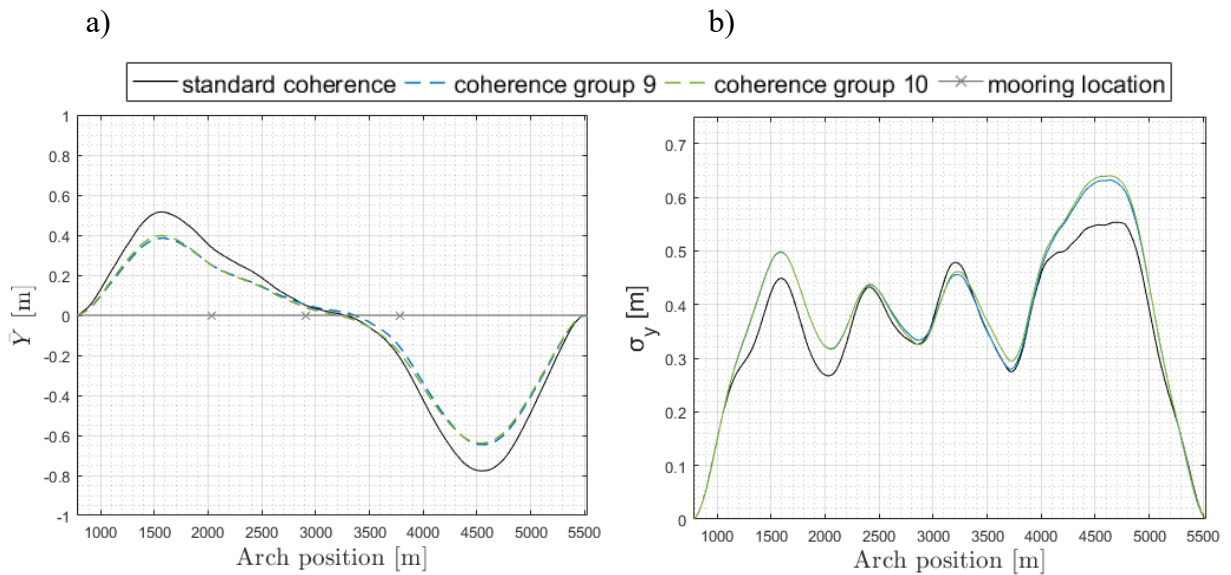 a)
b)
standard coherence
coherence group 9
coherence group 10
mooring location
1
0.8
0.6
0.4
0.2
0
-0.2
-0.4
-0.6
-0.8
-1
Ȳ [m]
1000 1500 2000 2500 3000 3500 4000 4500 5000 5500
Arch position [m]
0.7
0.6
0.5
0.4
0.3
0.2
0.1
0
σy [m]
1000 1500 2000 2500 3000 3500 4000 4500 5000 5500
Arch position [m]